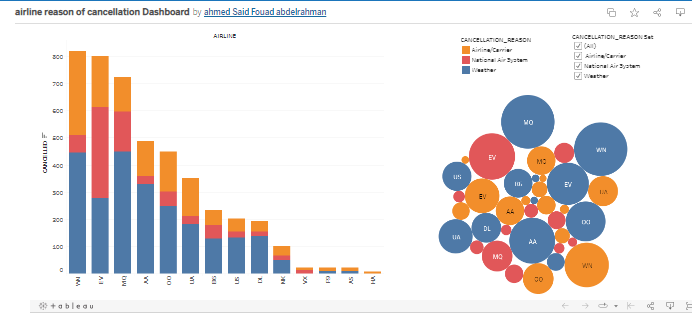 airline reason of cancellation Dashboard by ahmed Said Fouad abdelrahman
AIRLINE
CANCELLED
800
700
600
500
400
300
200
100
0
WN
EV
MQ
AA
OO
UA
B6
US
DL
NK
VX
F9
AS
HA
CANCELLATION_REASON
Airline/Carrier
National Air System
Weather
CANCELLATION_REASON Set
(All)
Airline/Carrier
National Air System
Weather
MQ
EV
MQ
WN
US
B6
EV
UA
EV
AA
OO
DL
UA
AA
MQ
WN
OO
+ableau